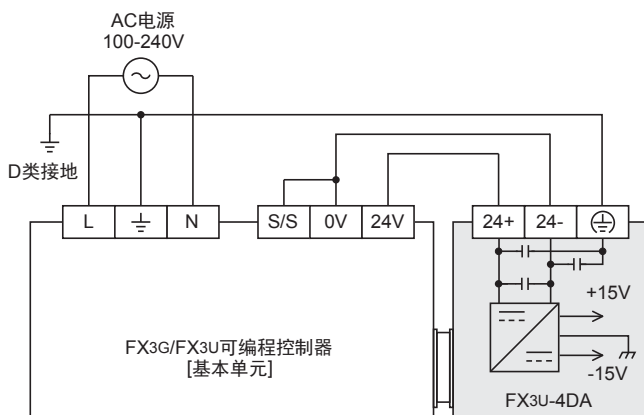 AC电源
100-240V
D类接地
L
N
S/S
0V
24V
24+
24-
+15V
-15V
FX3G/FX3U可编程控制器
[基本单元]
FX3U-4DA